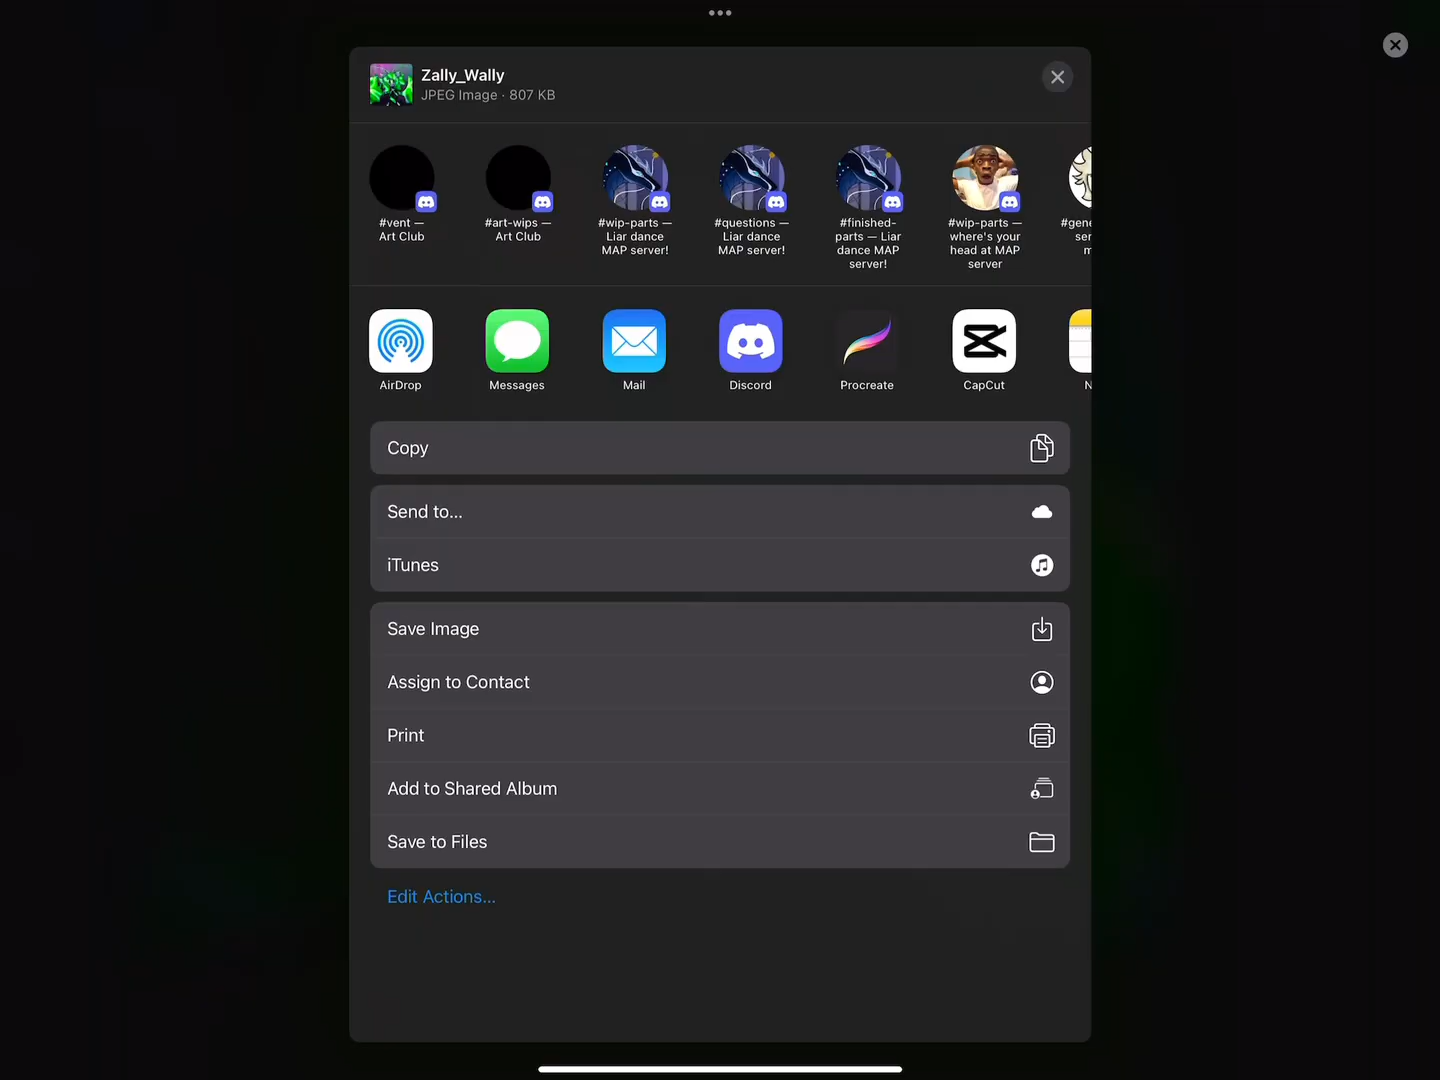 Zally_Wally
JPEG Image · 807 KB
#vent —
Art Club
#art-wips —
Art Club
#wip-parts —
Liar dance
MAP server!
#questions —
Liar dance
MAP server!
#finished-
parts — Liar
dance MAP
server!
#wip-parts —
where's your
head at MAP
server
#gene
ser
m
AirDrop
Messages
Mail
Discord
Procreate
CapCut
N
Copy
Send to...
iTunes
Save Image
Assign to Contact
Print
Add to Shared Album
Save to Files
Edit Actions...